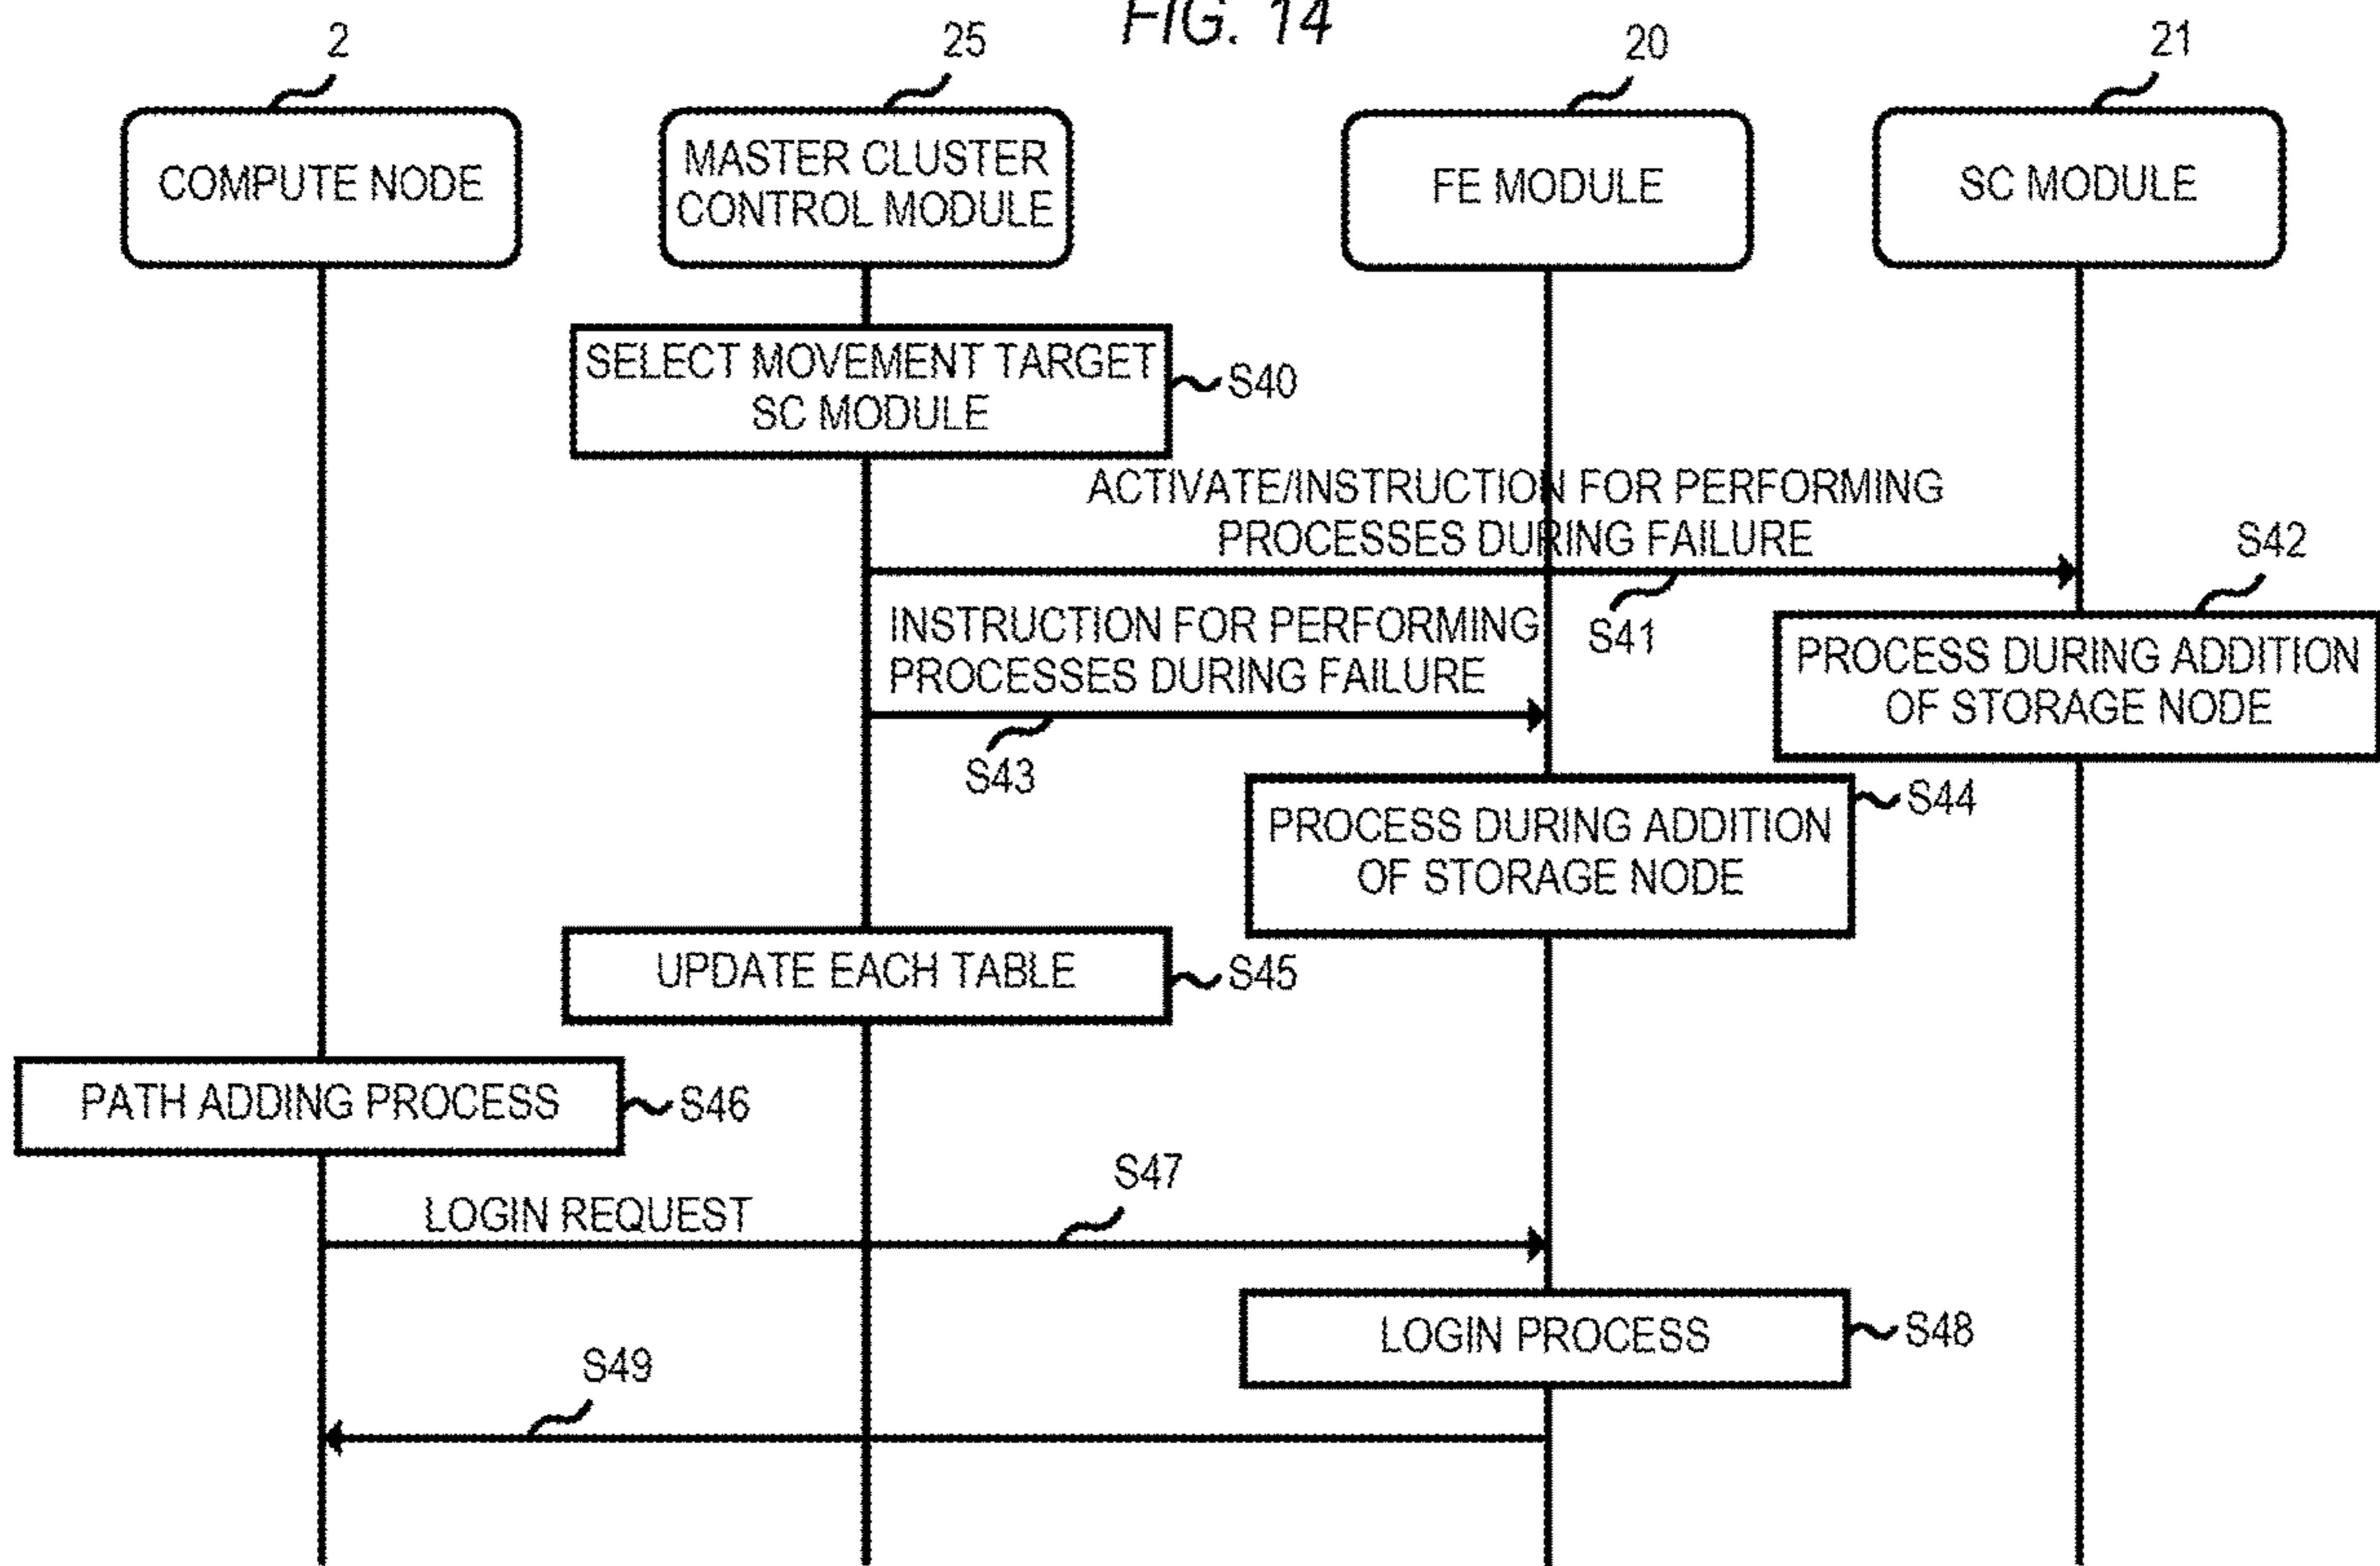 FIG. 14
2
25
20
21
COMPUTE NODE
MASTER CLUSTER
CONTROL MODULE
FE MODULE
SC MODULE
SELECT MOVEMENT TARGET
SC MODULE
S40
ACTIVATE/INSTRUCTION FOR PERFORMING
PROCESSES DURING FAILURE
S41
S42
PROCESS DURING ADDITION
OF STORAGE NODE
INSTRUCTION FOR PERFORMING
PROCESSES DURING FAILURE
S43
S44
PROCESS DURING ADDITION
OF STORAGE NODE
UPDATE EACH TABLE
S45
PATH ADDING PROCESS
S46
LOGIN REQUEST
S47
LOGIN PROCESS
S48
S49